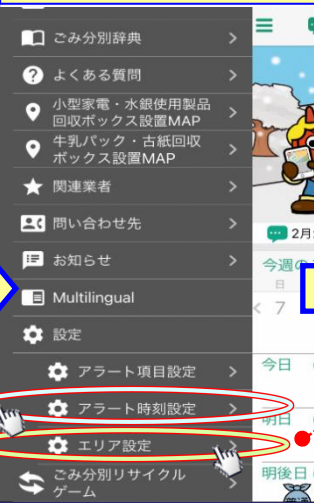 ごみ分別辞典
よくある質問
小型家電・水銀使用製品
回収ボックス設置MAP
牛乳パック・古紙回収
ボックス設置MAP
関連業者
問い合わせ先
お知らせ
Multilingual
設定
アラート項目設定
アラート時刻設定
エリア設定
ごみ分別リサイクル
ゲーム
2月
今週の
日
7
今日
明日
明後日